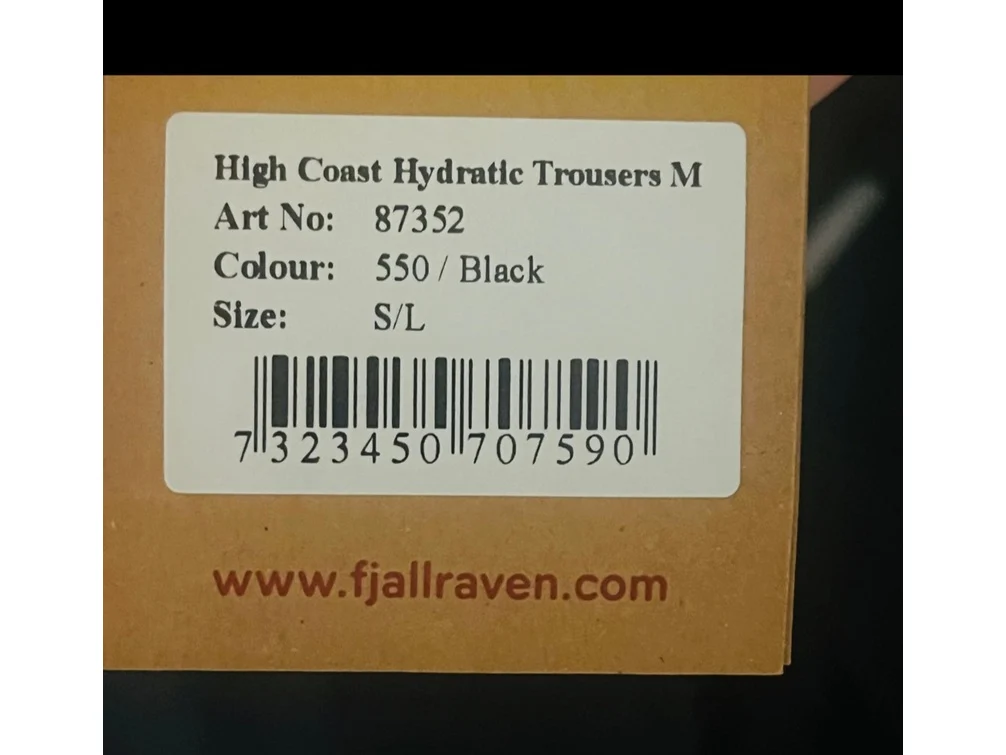 High Coast Hydratic Trousers M
Art No: 87352
Colour: 550 / Black
Size: S/L
7 323450 707590
www.fjallraven.com